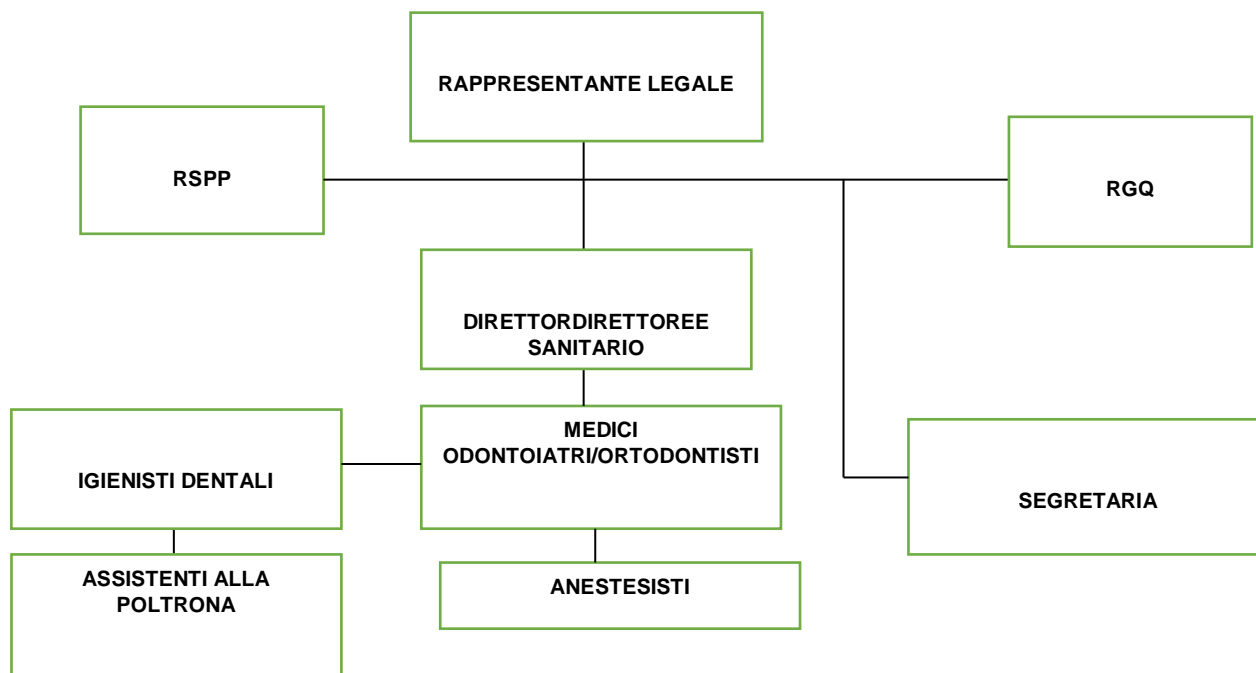 RAPPRESENTANTE LEGALE
RSPP
RGQ
DIRETTORDIRETTOREE
SANITARIO
MEDICI
ODONTOIATRI/ORTODONTISTI
IGIENISTI DENTALI
SEGRETARIA
ASSISTENTI ALLA
POLTRONA
ANESTESISTI